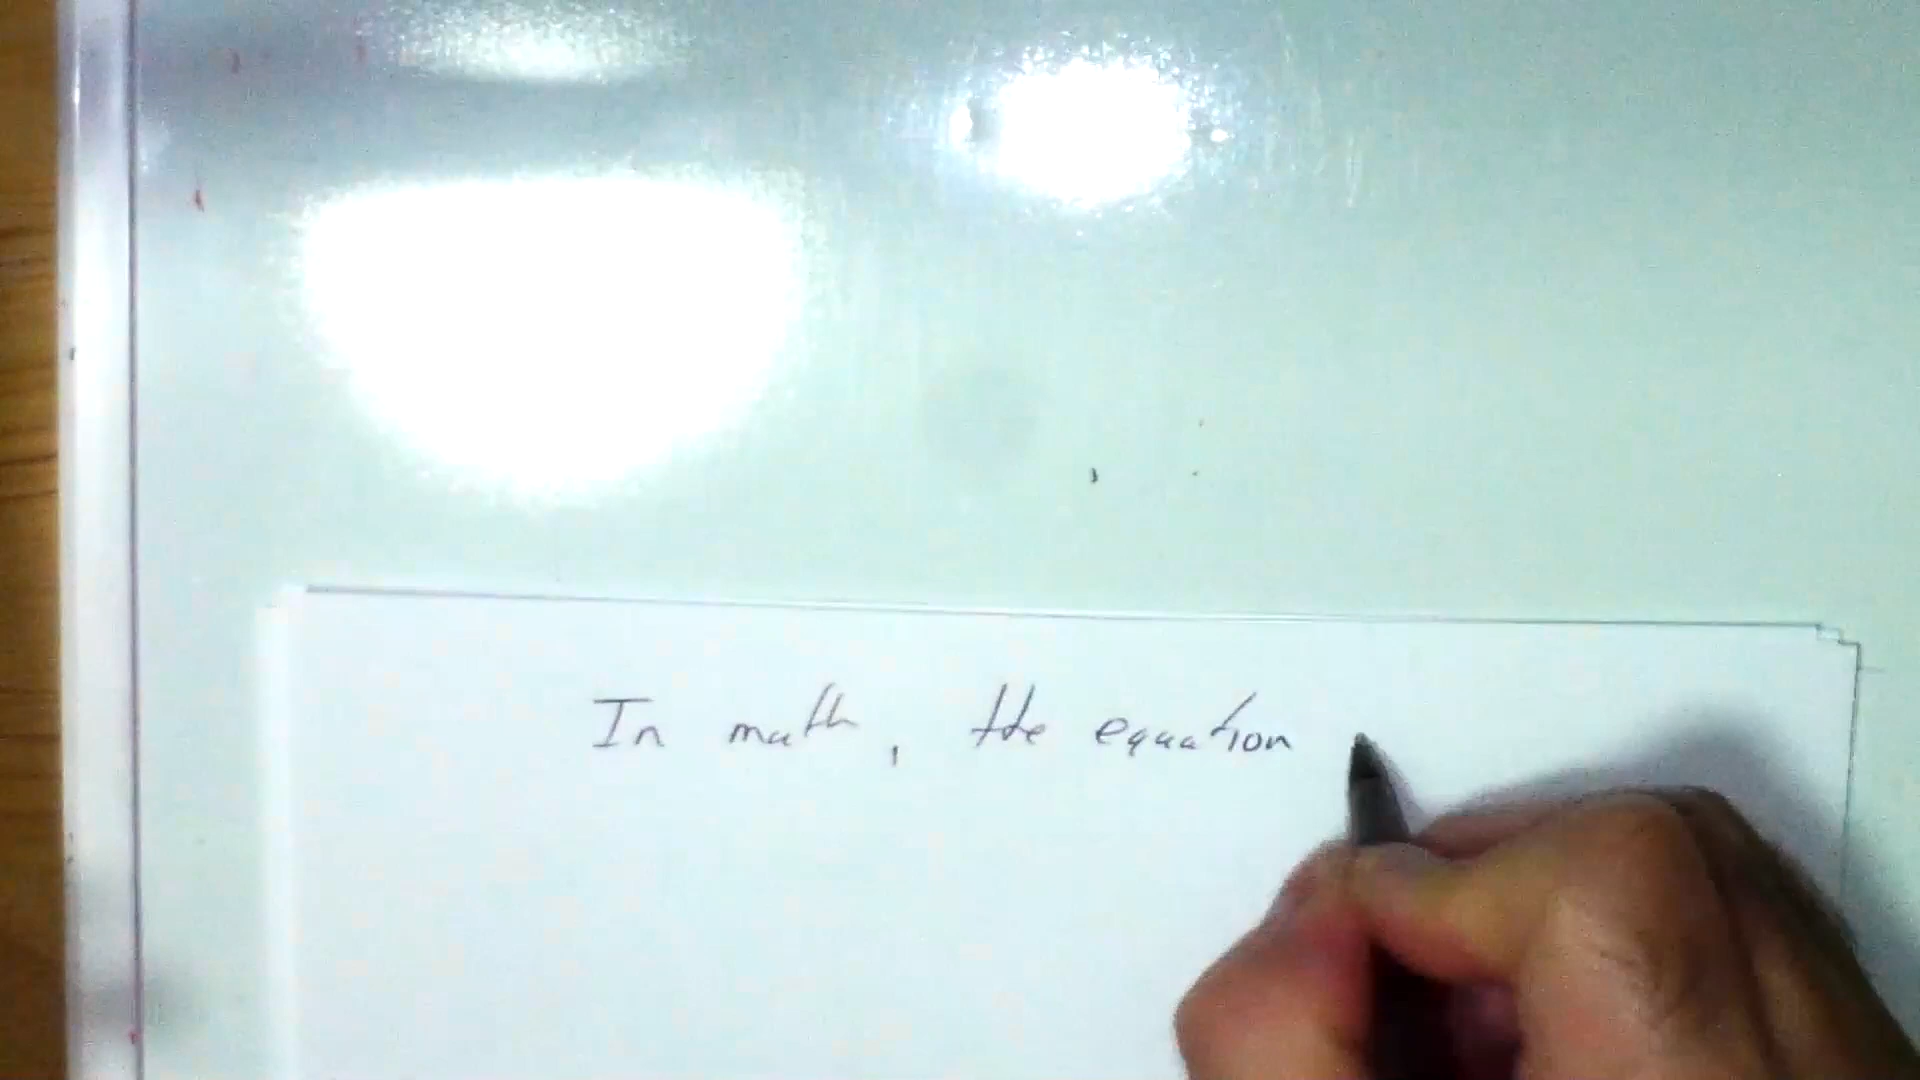 In math, the equation